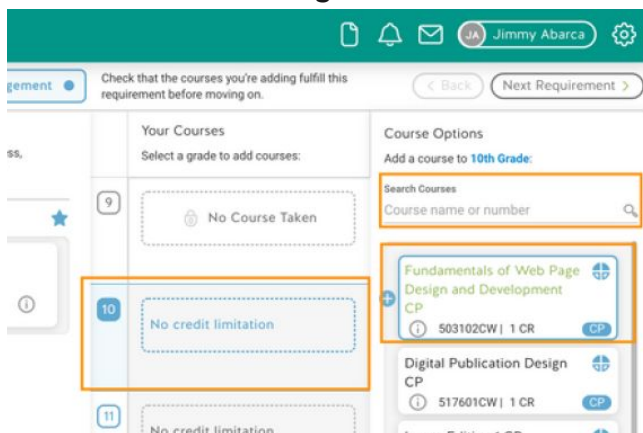 JA Jimmy Abarca
gement
Check that the courses you're adding fulfill this
requirement before moving on.
< Back
Next Requirement >
ess,
Your Courses
Select a grade to add courses:
9
No Course Taken
10
No credit limitation
11
No credit limitation
Course Options
Add a course to 10th Grade:
Search Courses
Course name or number
Fundamentals of Web Page
Design and Development
CP
503102CW | 1 CR CP
Digital Publication Design
CP
517601CW | 1 CR CP